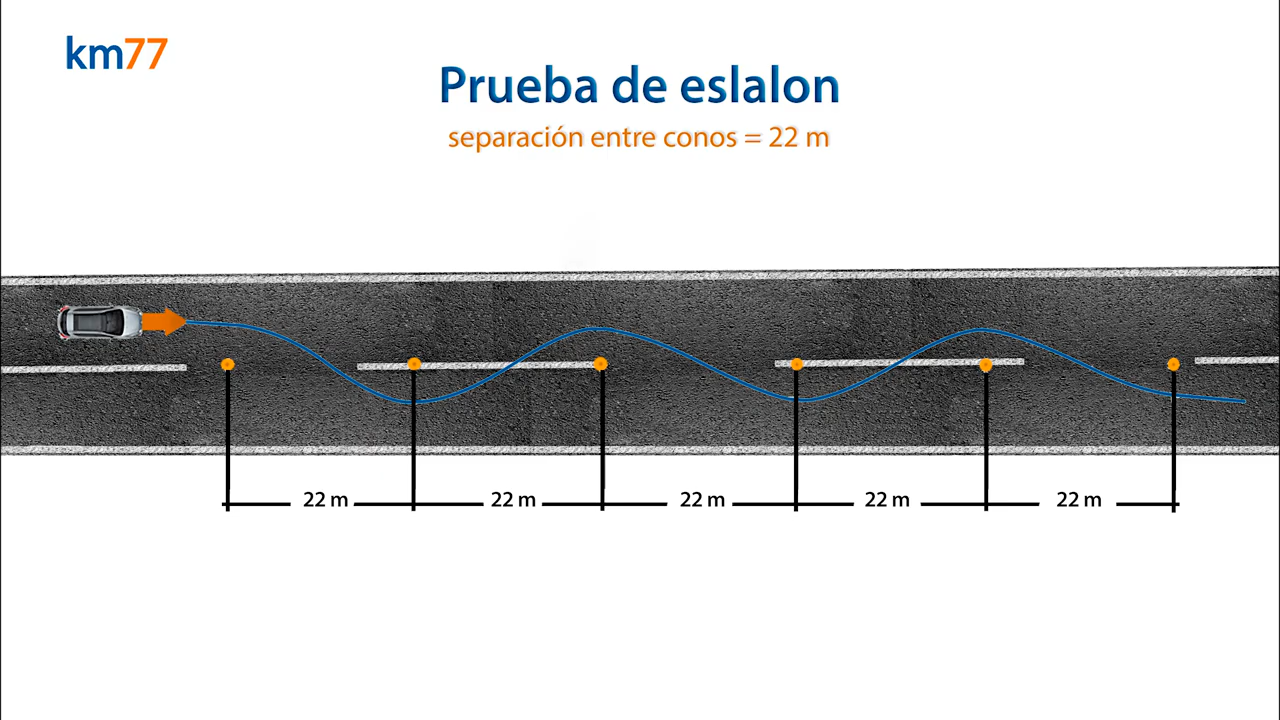 km77
Prueba de eslalon
separación entre conos = 22 m
22 m
22 m
22 m
22 m
22 m